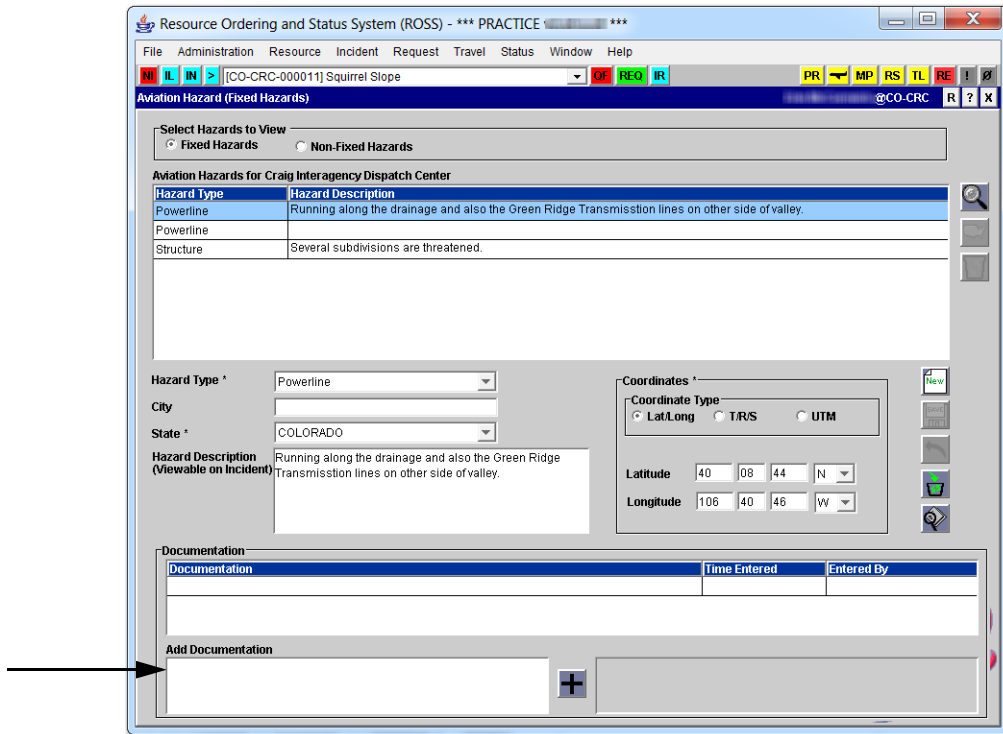 Resource Ordering and Status System (ROSS) - *** PRACTICE ***
File Administration Resource Incident Request Travel Status Window Help
NI IL IN > [CO-CRC-000011] Squirrel Slope QF REQ IR PR MP RS TL RE ! Ø
Aviation Hazard (Fixed Hazards) @CO-CRC R ? X
Select Hazards to View
Fixed Hazards Non-Fixed Hazards
Aviation Hazards for Craig Interagency Dispatch Center
Hazard Type Hazard Description
Powerline Running along the drainage and also the Green Ridge Transmisstion lines on other side of valley.
Powerline
Structure Several subdivisions are threatened.
Hazard Type * Powerline
City
State * COLORADO
Hazard Description
(Viewable on Incident)
Running along the drainage and also the Green Ridge
Transmisstion lines on other side of valley.
Coordinates *
Coordinate Type
Lat/Long T/R/S UTM
Latitude 40 08 44 N
Longitude 106 40 46 W
New
SAVE
Documentation
Documentation Time Entered Entered By
Add Documentation
+